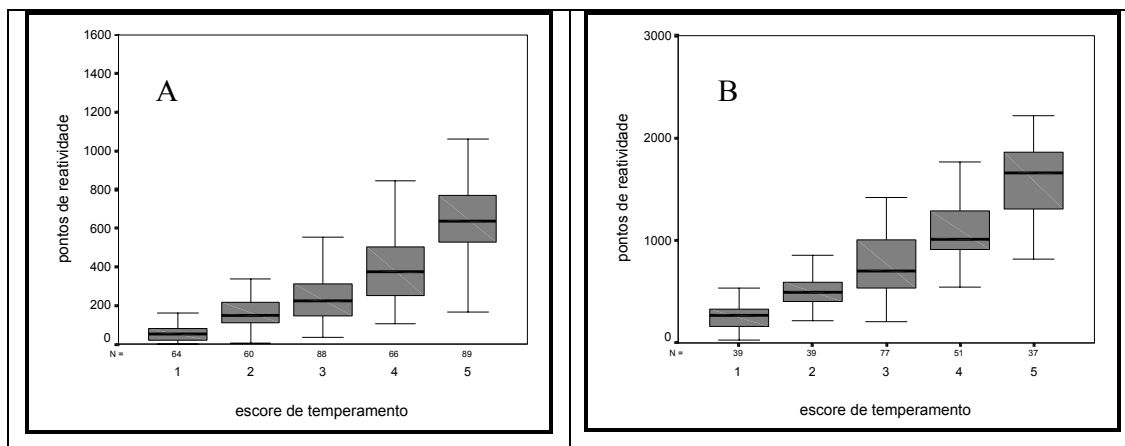 A
pontos de reatividade
1600
1400
1200
1000
800
600
400
200
0
N = 64 60 88 66 89
1 2 3 4 5
escore de temperamento
B
pontos de reatividade
3000
2000
1000
0
N = 39 39 77 51 37
1 2 3 4 5
escore de temperamento